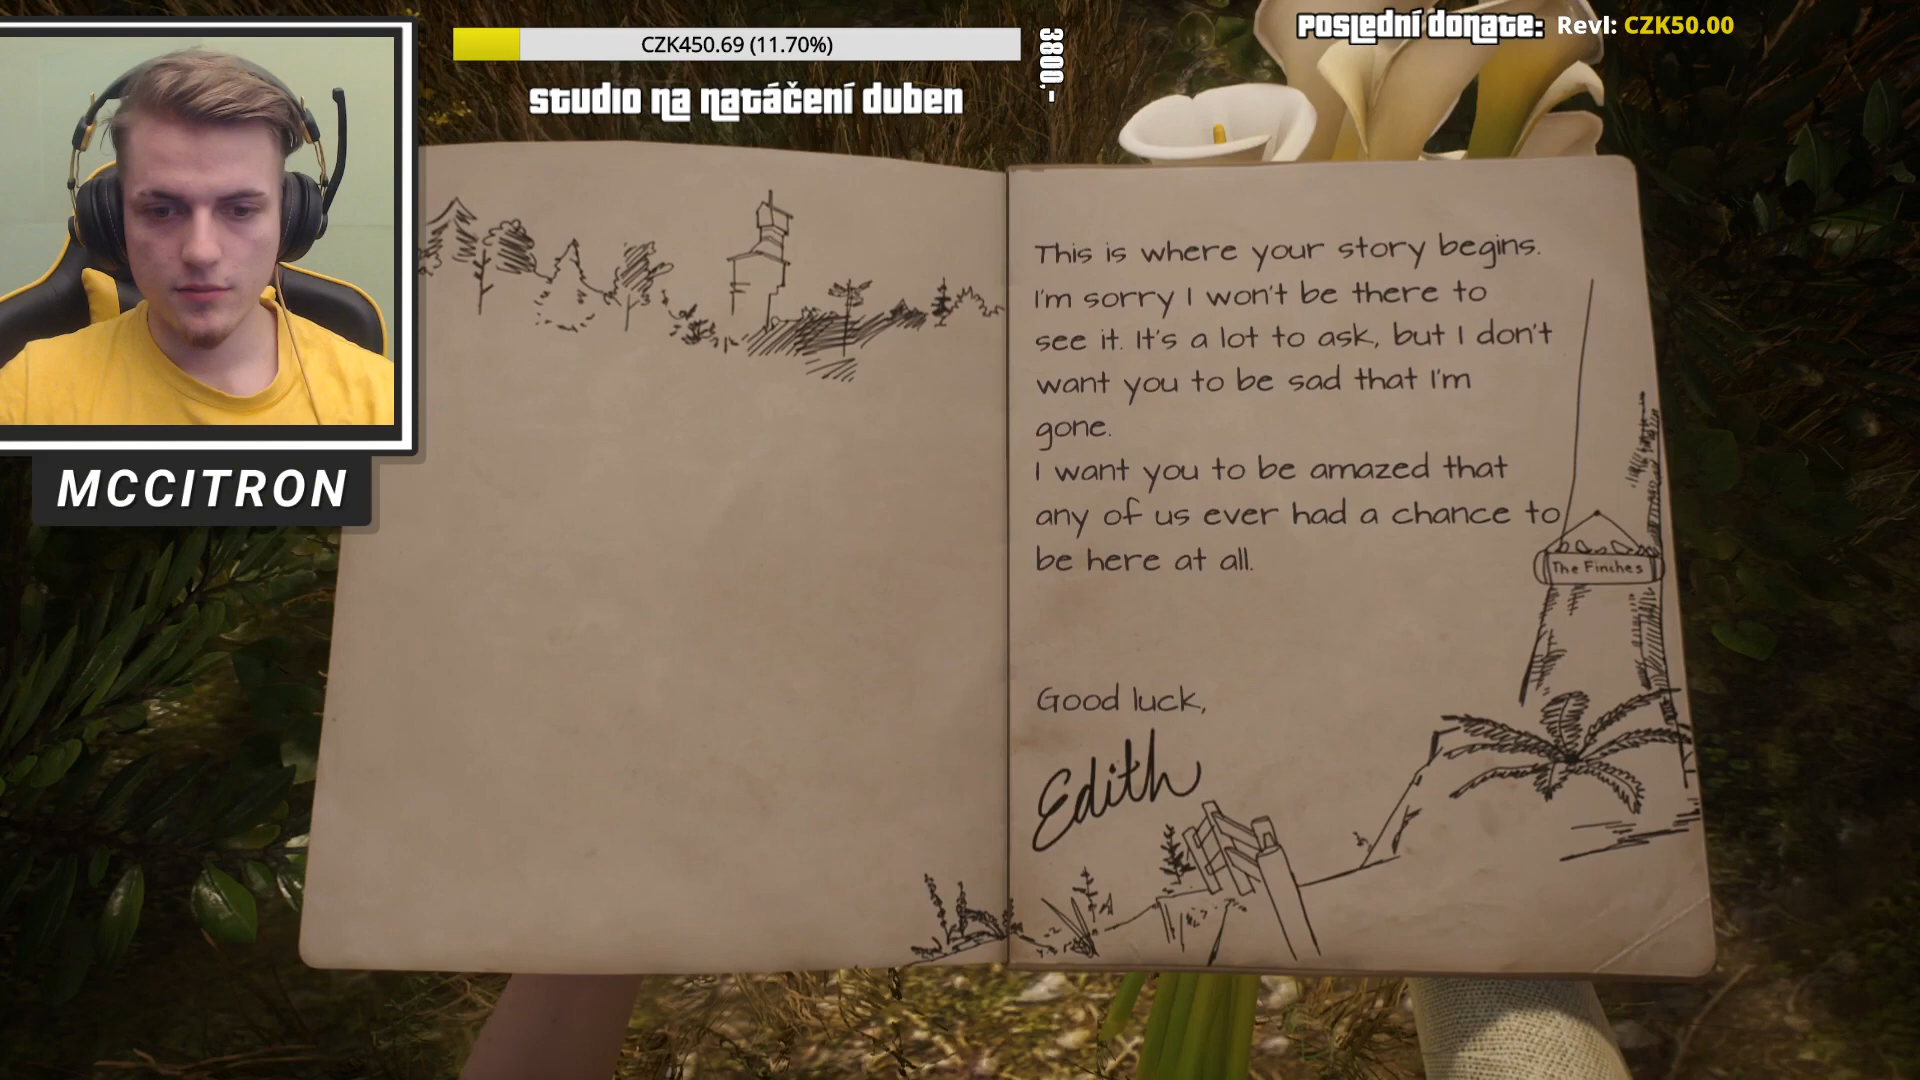 CZK450.69 (11.70%)
3800,-
studio na natáčení duben
poslední donate: Revl: CZK50.00
MCCITRON
This is where your story begins.
I'm sorry I won't be there to
see it. It's a lot to ask, but I don't
want you to be sad that I'm
gone.
I want you to be amazed that
any of us ever had a chance to
be here at all.
The Finches
Good luck,
Edith